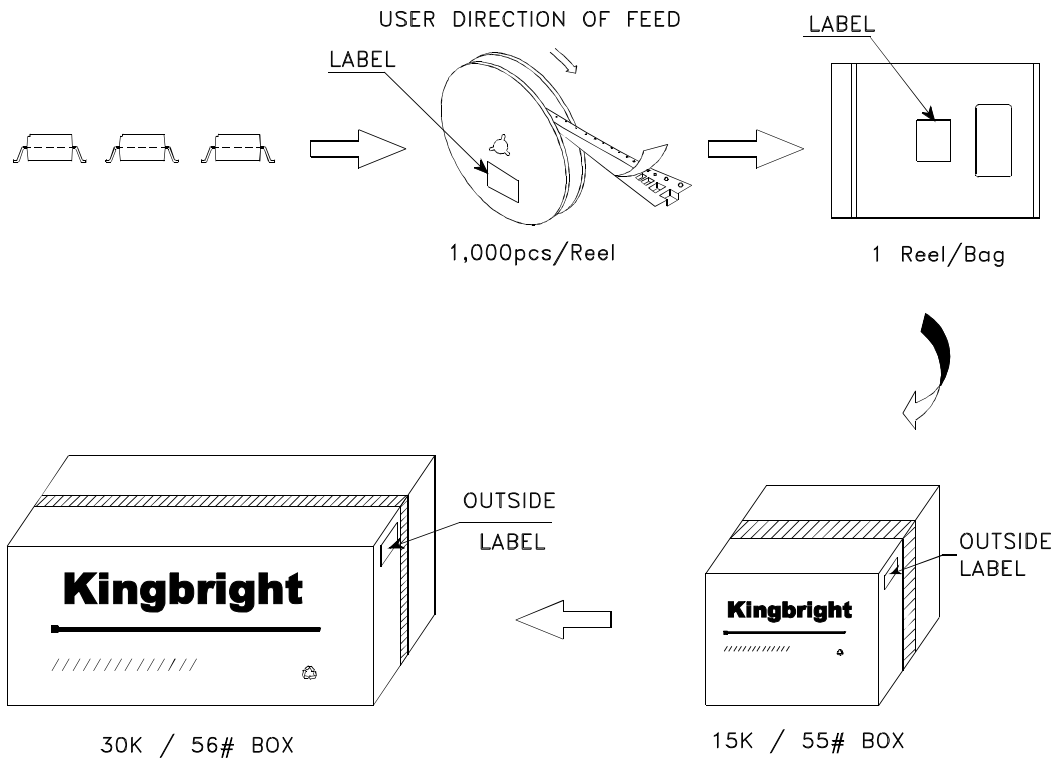 USER DIRECTION OF FEED
LABEL
LABEL
1,000pcs/Reel
1 Reel/Bag
OUTSIDE
LABEL
OUTSIDE
LABEL
Kingbright
Kingbright
30K / 56# BOX
15K / 55# BOX